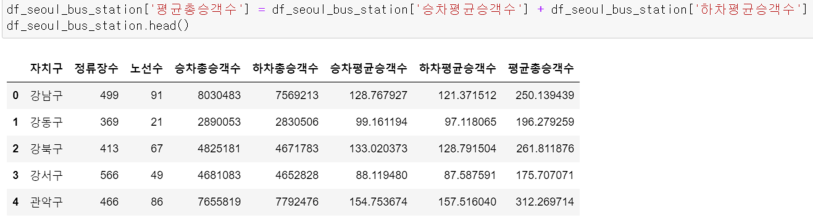 df_seoul_bus_station['평균총승객수'] = df_seoul_bus_station['승차평균승객수'] + df_seoul_bus_station['하차평균승객수']
df_seoul_bus_station.head()
자치구 정류장수 노선수 승차총승객수 하차총승객수 승차평균승객수 하차평균승객수 평균총승객수
0 강남구 499 91 8030483 7569213 128.767927 121.371512 250.139439
1 강동구 369 21 2890053 2830506 99.161194 97.118065 196.279259
2 강북구 413 67 4825181 4671783 133.020373 128.791504 261.811876
3 강서구 566 49 4681083 4652828 88.119480 87.587591 175.707071
4 관악구 466 86 7655819 7792476 154.753674 157.516040 312.269714